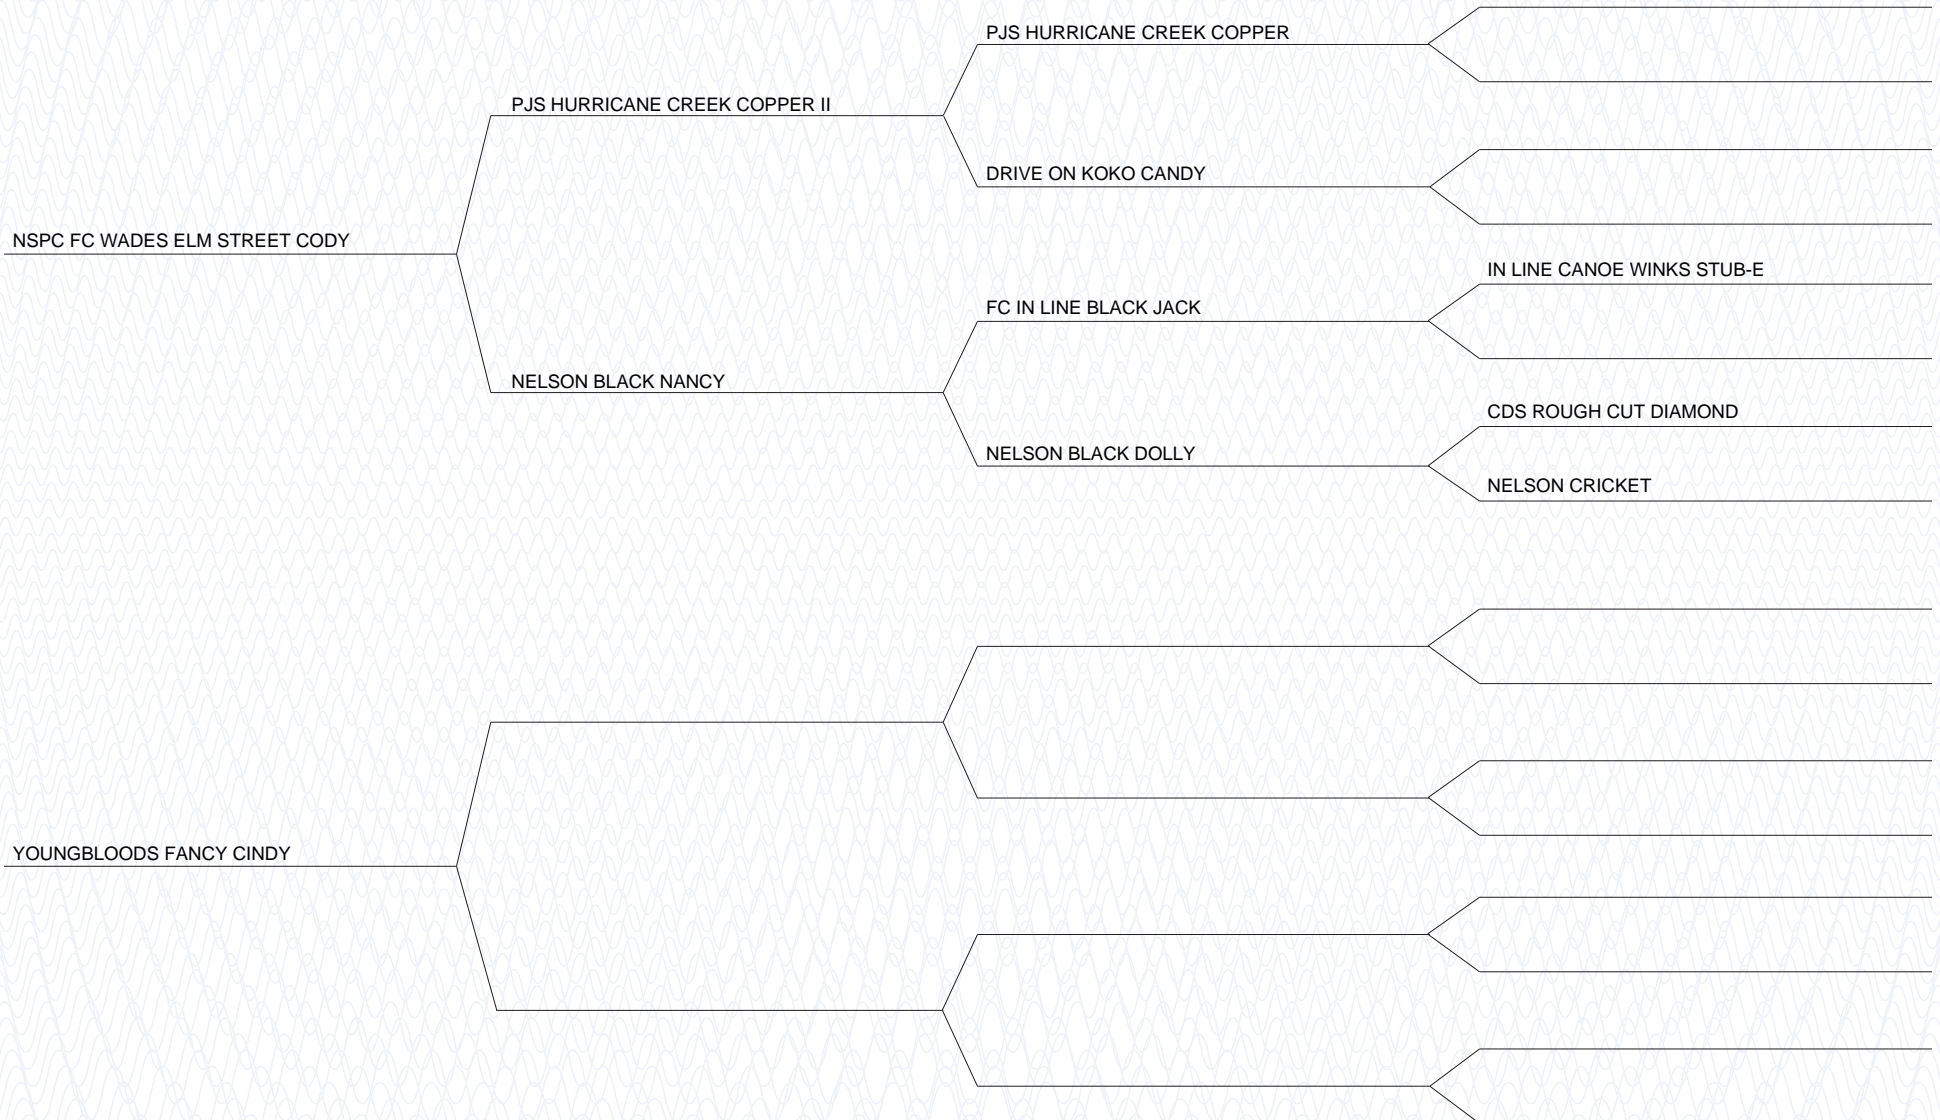 PJS HURRICANE CREEK COPPER
PJS HURRICANE CREEK COPPER II
DRIVE ON KOKO CANDY
NSPC FC WADES ELM STREET CODY
IN LINE CANOE WINKS STUB-E
FC IN LINE BLACK JACK
NELSON BLACK NANCY
CDS ROUGH CUT DIAMOND
NELSON BLACK DOLLY
NELSON CRICKET
YOUNGBLOODS FANCY CINDY